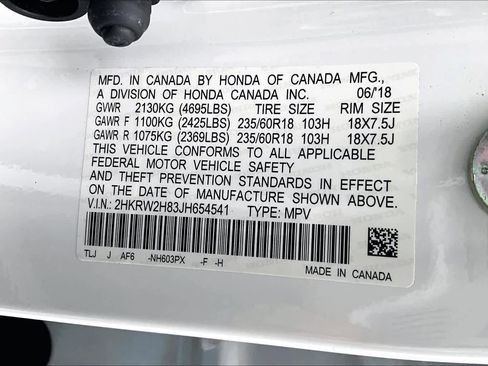 MFD. IN CANADA BY HONDA OF CANADA MFG.,
A DIVISION OF HONDA CANADA INC. 06/'18
GVWR 2130KG (4695LBS) TIRE SIZE RIM SIZE
GAWR F 1100KG (2425LBS) 235/60R18 103H 18X7.5J
GAWR R 1075KG (2369LBS) 235/60R18 103H 18X7.5J
THIS VEHICLE CONFORMS TO ALL APPLICABLE
FEDERAL MOTOR VEHICLE SAFETY
AND THEFT PREVENTION STANDARDS IN EFFECT
ON THE DATE OF MANUFACTURE SHOWN ABOVE.
V.I.N.: 2HKRW2H83JH654541 TYPE: MPV
TLJ J AF6 -NH603PX -F -H
MADE IN CANADA